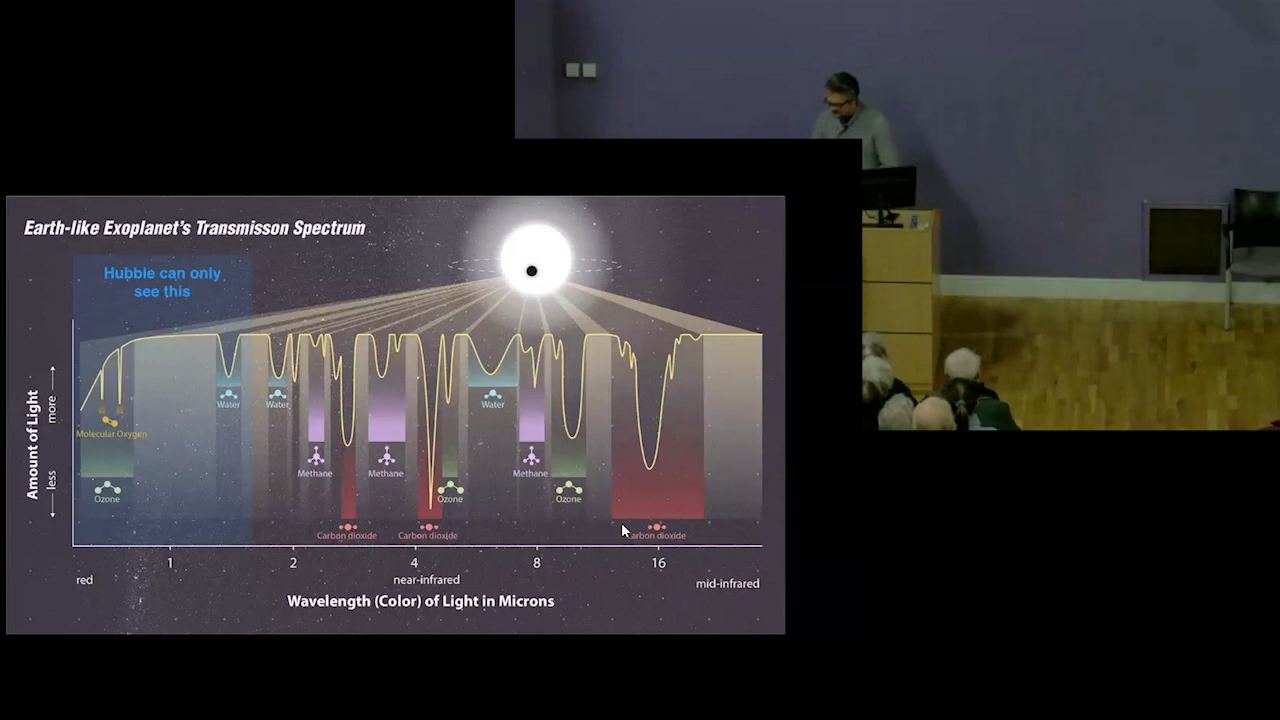 Earth-like Exoplanet's Transmisson Spectrum
Hubble can only
see this
Amount of Light
more
less
Water
Water
Water
Molecular Oxygen
Methane
Methane
Methane
Ozone
Ozone
Ozone
Carbon dioxide
Carbon dioxide
Carbon dioxide
1
2
4
8
16
red
near-infrared
mid-infrared
Wavelength (Color) of Light in Microns